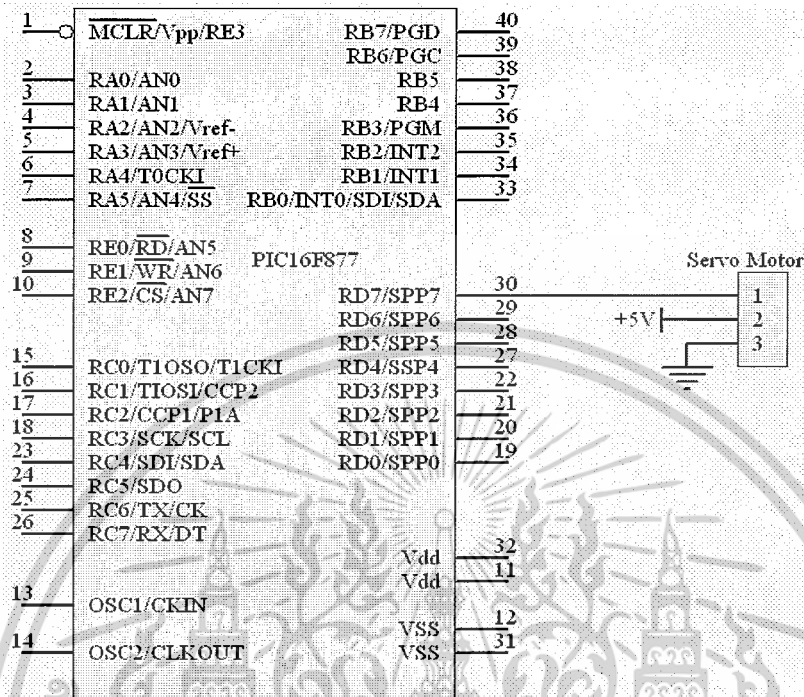 1 MCLR/Vpp/RE3 RB7/PGD 40
RB6/PGC 39
2 RA0/AN0 RB5 38
3 RA1/AN1 RB4 37
4 RA2/AN2/Vref- RB3/PGM 36
5 RA3/AN3/Vref+ RB2/INT2 35
6 RA4/T0CKI RB1/INT1 34
7 RA5/AN4/SS RB0/INT0/SDI/SDA 33
8 RE0/RD/AN5
9 RE1/WR/AN6 PIC16F877 Servo Motor
10 RE2/CS/AN7 RD7/SPP7 30 1
RD6/SPP6 29 +5V 2
RD5/SPP5 28 3
15 RC0/T1OSO/T1CKI RD4/SSP4 27
16 RC1/TIOSI/CCP2 RD3/SPP3 22
17 RC2/CCP1/P1A RD2/SPP2 21
18 RC3/SCK/SCL RD1/SPP1 20
23 RC4/SDI/SDA RD0/SPP0 19
24 RC5/SDO
25 RC6/TX/CK
26 RC7/RX/DT
Vdd 32
Vdd 11
13 OSC1/CKIN
VSS 12
14 OSC2/CLKOUT VSS 31